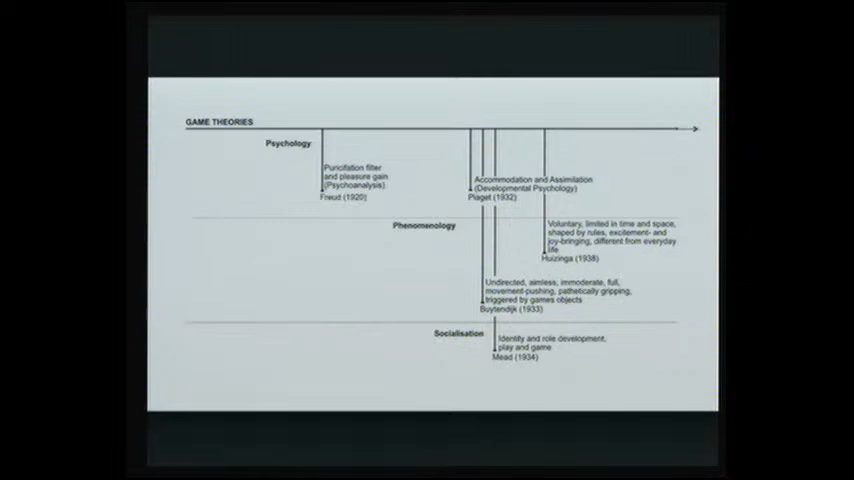 GAME THEORIES
Psychology
Puricifation filter
and pleasure gain
(Psychoanalysis)
Freud (1920)
Accommodation and Assimilation
(Developmental Psychology)
Piaget (1932)
Phenomenology
Voluntary, limited in time and space,
shaped by rules, excitement- and
joy-bringing, different from everyday
life
Huizinga (1938)
Undirected, aimless, immoderate, full,
movement-pushing, pathetically gripping,
triggered by games objects
Buytendijk (1933)
Socialisation
Identity and role development,
play and game
Mead (1934)